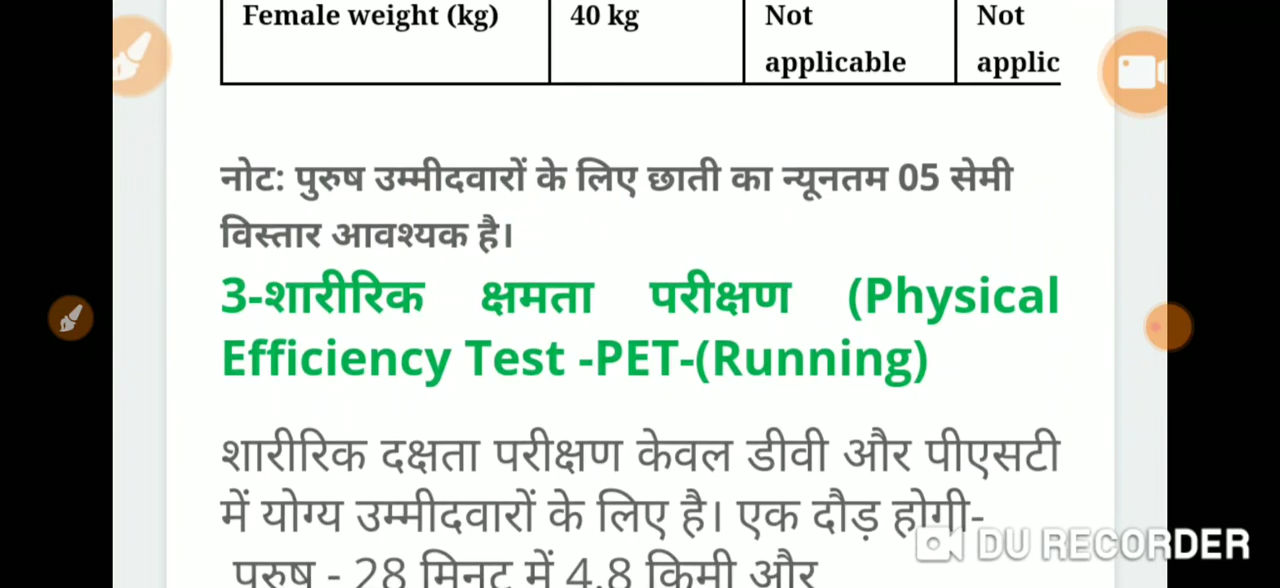 Female weight (kg) 40 kg Not Not
applicable applic
नोट: पुरुष उम्मीदवारों के लिए छाती का न्यूनतम 05 सेमी
विस्तार आवश्यक है।
3-शारीरिक क्षमता परीक्षण (Physical
Efficiency Test -PET-(Running)
शारीरिक दक्षता परीक्षण केवल डीवी और पीएसटी
में योग्य उम्मीदवारों के लिए है। एक दौड़ होगी-
पुरुष - 28 मिनट में 4.8 किमी और
DU RECORDER